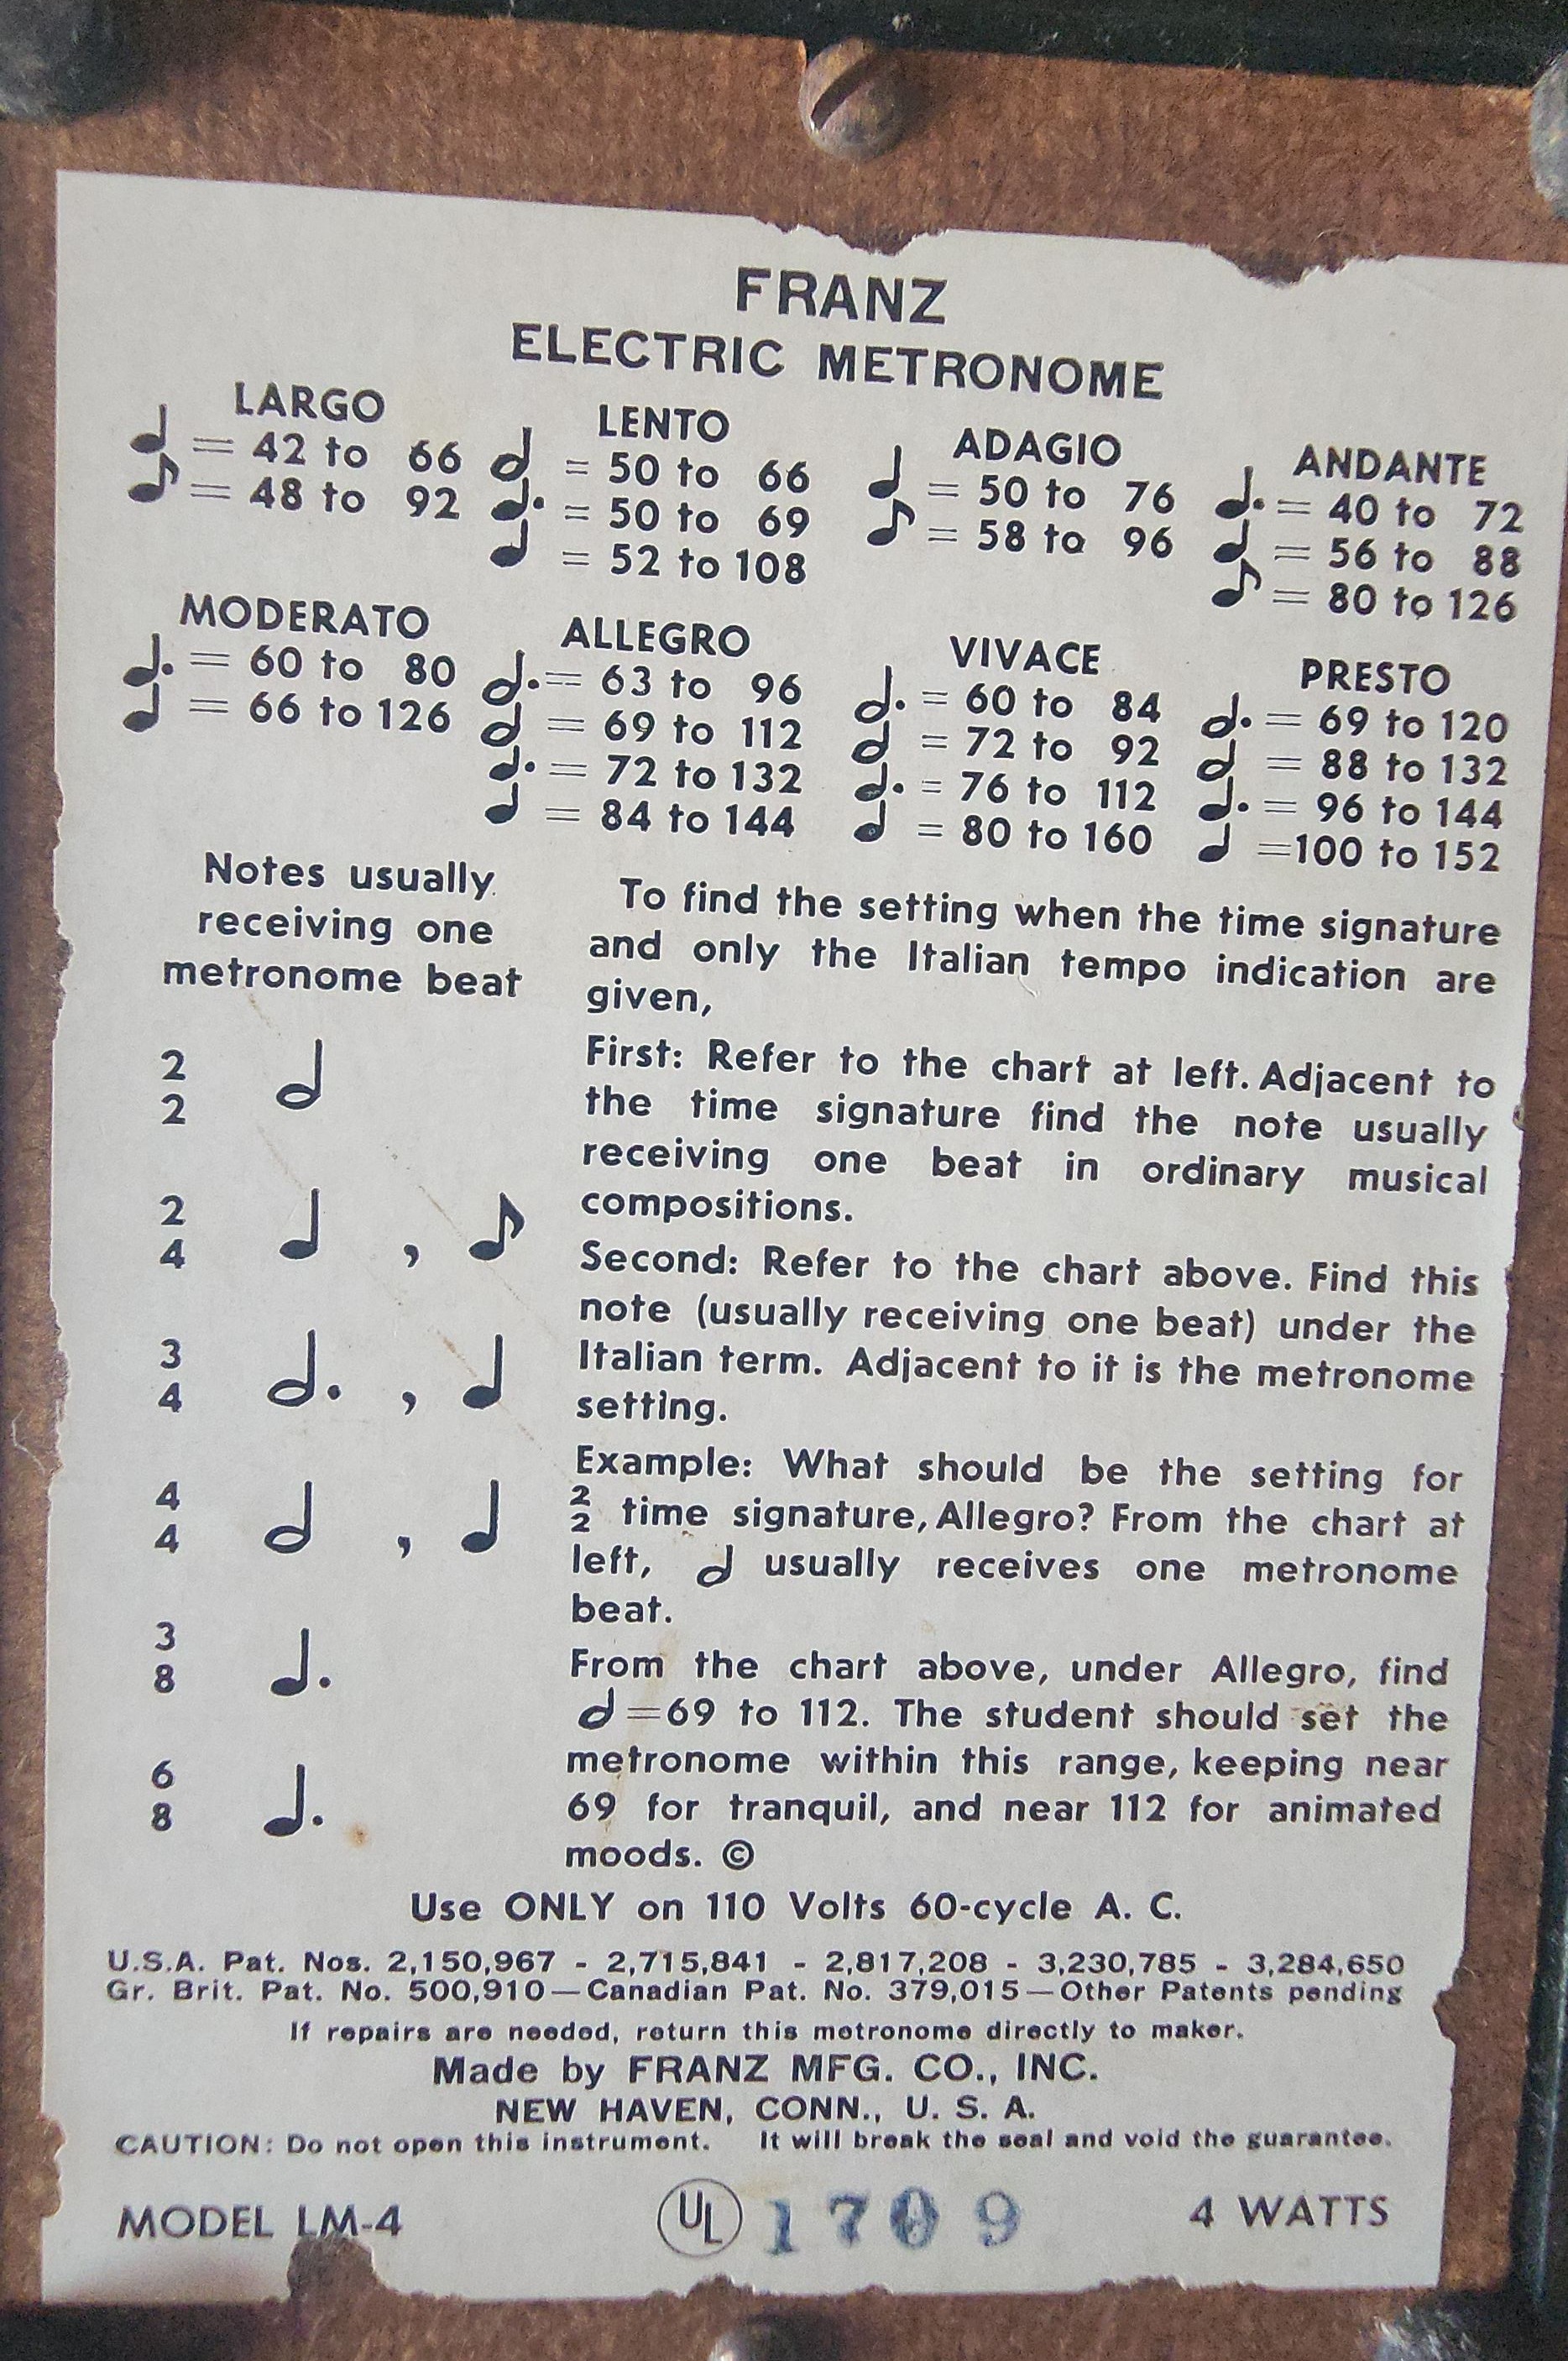 FRANZ
ELECTRIC METRONOME
LARGO
♩ = 42 to 66
♪ = 48 to 92
LENTO
𝅗𝅥 = 50 to 66
♩. = 50 to 69
♩ = 52 to 108
ADAGIO
♩ = 50 to 76
♪ = 58 to 96
ANDANTE
♩. = 40 to 72
♩ = 56 to 88
♪ = 80 to 126
MODERATO
♩. = 60 to 80
♩ = 66 to 126
ALLEGRO
𝅗𝅥. = 63 to 96
𝅗𝅥 = 69 to 112
♩. = 72 to 132
♩ = 84 to 144
VIVACE
𝅗𝅥. = 60 to 84
𝅗𝅥 = 72 to 92
♩. = 76 to 112
♩ = 80 to 160
PRESTO
𝅗𝅥. = 69 to 120
𝅗𝅥 = 88 to 132
♩. = 96 to 144
♩ =100 to 152
Notes usually
receiving one
metronome beat
2
2 𝅗𝅥
2
4 ♩ , ♪
3
4 𝅗𝅥. , ♩
4
4 𝅗𝅥 , ♩
3
8 ♩.
6
8 ♩.
To find the setting when the time signature
and only the Italian tempo indication are
given,
First: Refer to the chart at left. Adjacent to
the time signature find the note usually
receiving one beat in ordinary musical
compositions.
Second: Refer to the chart above. Find this
note (usually receiving one beat) under the
Italian term. Adjacent to it is the metronome
setting.
Example: What should be the setting for
2/2 time signature, Allegro? From the chart at
left, 𝅗𝅥 usually receives one metronome
beat.
From the chart above, under Allegro, find
𝅗𝅥 =69 to 112. The student should set the
metronome within this range, keeping near
69 for tranquil, and near 112 for animated
moods. ©
Use ONLY on 110 Volts 60-cycle A. C.
U.S.A. Pat. Nos. 2,150,967 - 2,715,841 - 2,817,208 - 3,230,785 - 3,284,650
Gr. Brit. Pat. No. 500,910—Canadian Pat. No. 379,015—Other Patents pending
If repairs are needed, return this metronome directly to maker.
Made by FRANZ MFG. CO., INC.
NEW HAVEN, CONN., U. S. A.
CAUTION: Do not open this instrument. It will break the seal and void the guarantee.
MODEL LM-4 UL 1709 4 WATTS